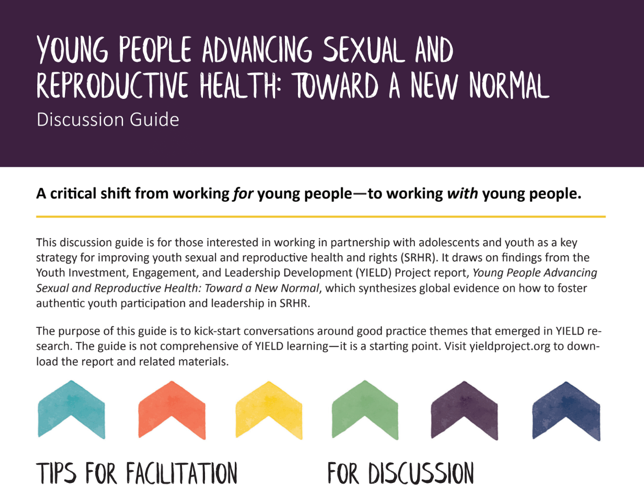 YOUNG PEOPLE ADVANCING SEXUAL AND
REPRODUCTIVE HEALTH: TOWARD A NEW NORMAL
Discussion Guide
A critical shift from working for young people—to working with young people.
This discussion guide is for those interested in working in partnership with adolescents and youth as a key
strategy for improving youth sexual and reproductive health and rights (SRHR). It draws on findings from the
Youth Investment, Engagement, and Leadership Development (YIELD) Project report, Young People Advancing
Sexual and Reproductive Health: Toward a New Normal, which synthesizes global evidence on how to foster
authentic youth participation and leadership in SRHR.
The purpose of this guide is to kick-start conversations around good practice themes that emerged in YIELD re-
search. The guide is not comprehensive of YIELD learning—it is a starting point. Visit yieldproject.org to down-
load the report and related materials.
TIPS FOR FACILITATION
FOR DISCUSSION